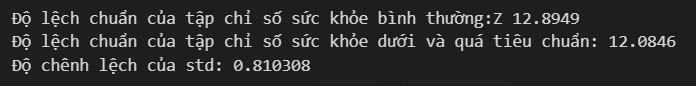 Độ lệch chuẩn của tập chỉ số sức khỏe bình thường:Z 12.8949
Độ lệch chuẩn của tập chỉ số sức khỏe dưới và quá tiêu chuẩn: 12.0846
Độ chênh lệch của std: 0.810308